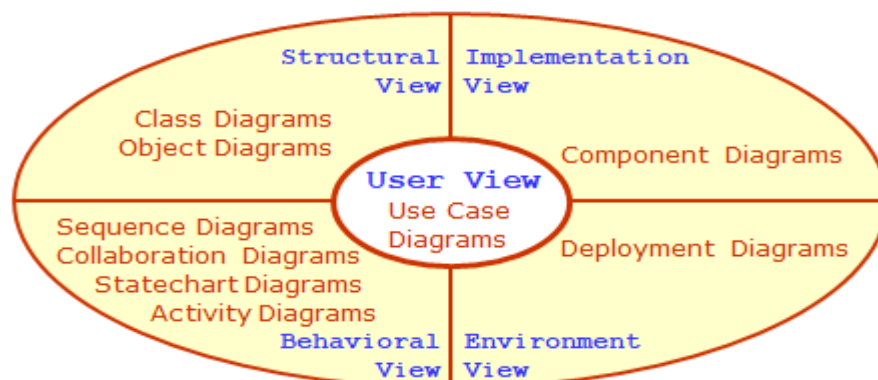 Structural
View
Class Diagrams
Object Diagrams
Implementation
View
Component Diagrams
User View
Use Case
Diagrams
Sequence Diagrams
Collaboration Diagrams
Statechart Diagrams
Activity Diagrams
Behavioral
View
Deployment Diagrams
Environment
View